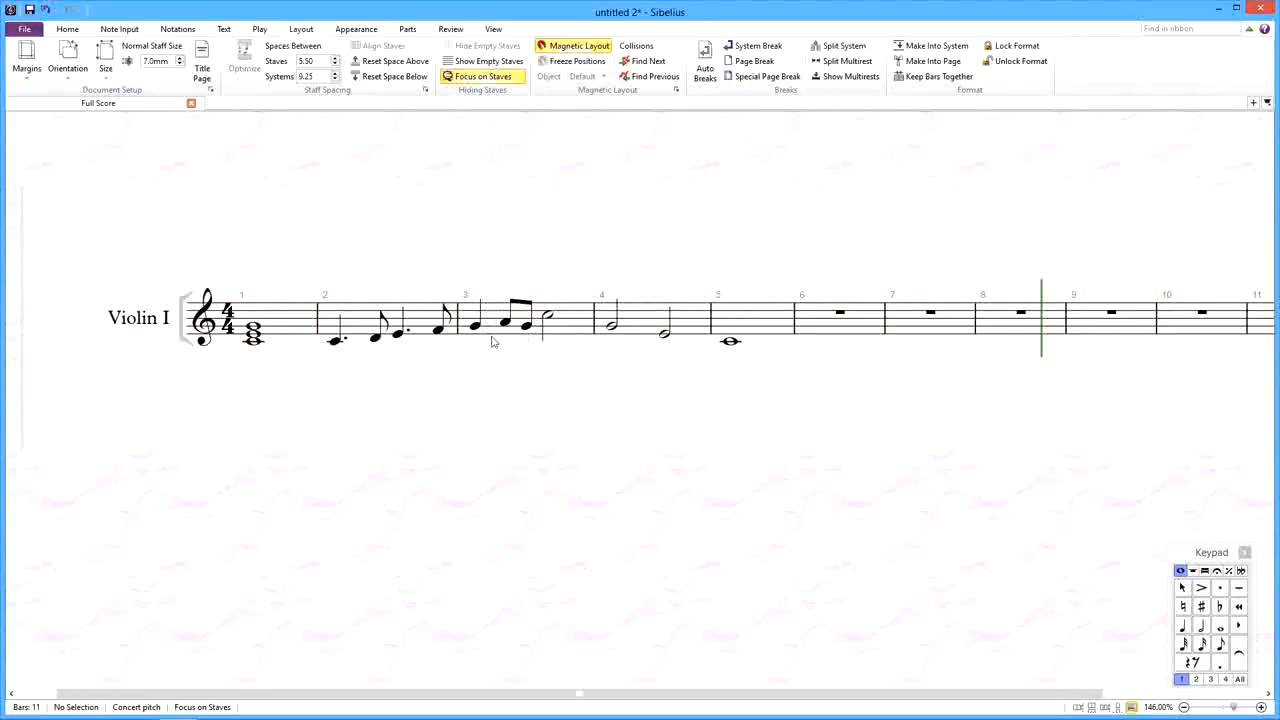 untitled 2* - Sibelius
File Home Note Input Notations Text Play Layout Appearance Parts Review View Find in ribbon
Margins Orientation Size Normal Staff Size 7.0mm Title Page
Document Setup
Optimize Spaces Between Staves 5.50 Systems 9.25 Align Staves Reset Space Above Reset Space Below
Staff Spacing
Hide Empty Staves Show Empty Staves Focus on Staves
Hiding Staves
Magnetic Layout Freeze Positions Object Default Collisions Find Next Find Previous
Magnetic Layout
Auto Breaks System Break Page Break Special Page Break Split System Split Multirest Show Multirests
Breaks
Make Into System Make Into Page Keep Bars Together Lock Format Unlock Format
Format
Full Score
1 2 3 4 5 6 7 8 9 10 11
Violin I
Keypad
1 2 3 4 All
Bars: 11 No Selection Concert pitch Focus on Staves 146.00%